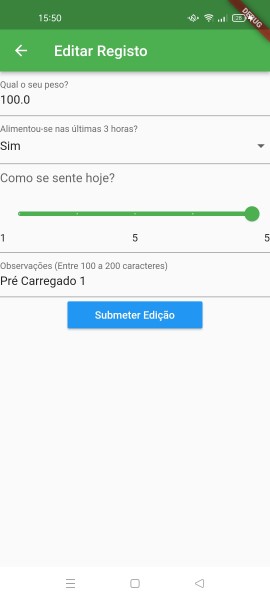 15:50
DEBUG
Editar Registo
Qual o seu peso?
100.0
Alimentou-se nas últimas 3 horas?
Sim
Como se sente hoje?
1 5 5
Observações (Entre 100 a 200 caracteres)
Pré Carregado 1
Submeter Edição